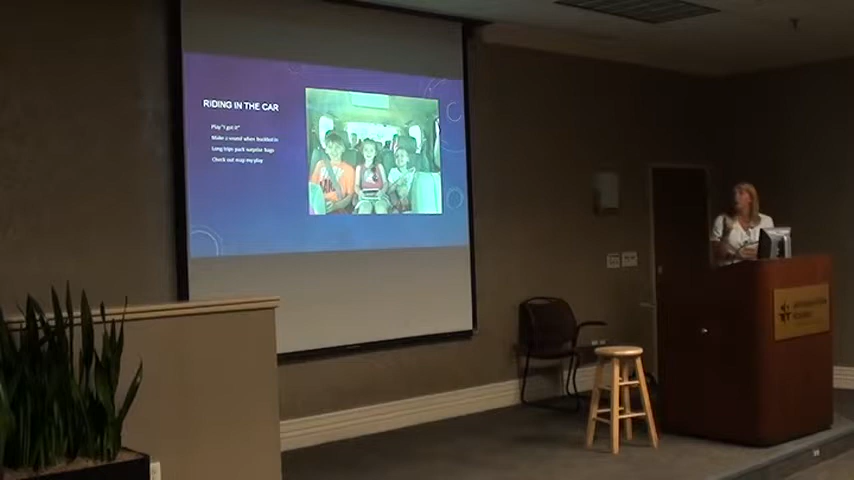 RIDING IN THE CAR
Play "I got it"
Make a sound when buckled in
Long trips pack surprise bags
Check out map my play